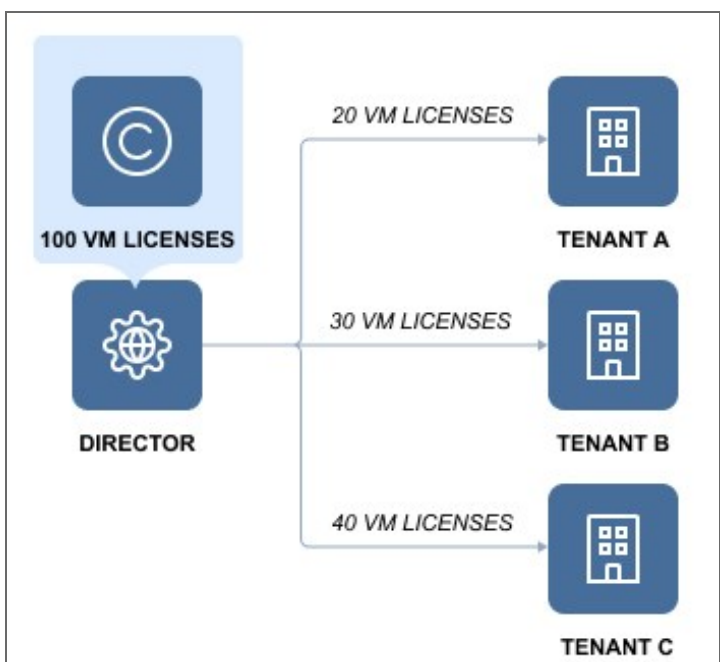 20 VM LICENSES
100 VM LICENSES
TENANT A
30 VM LICENSES
DIRECTOR
TENANT B
40 VM LICENSES
TENANT C